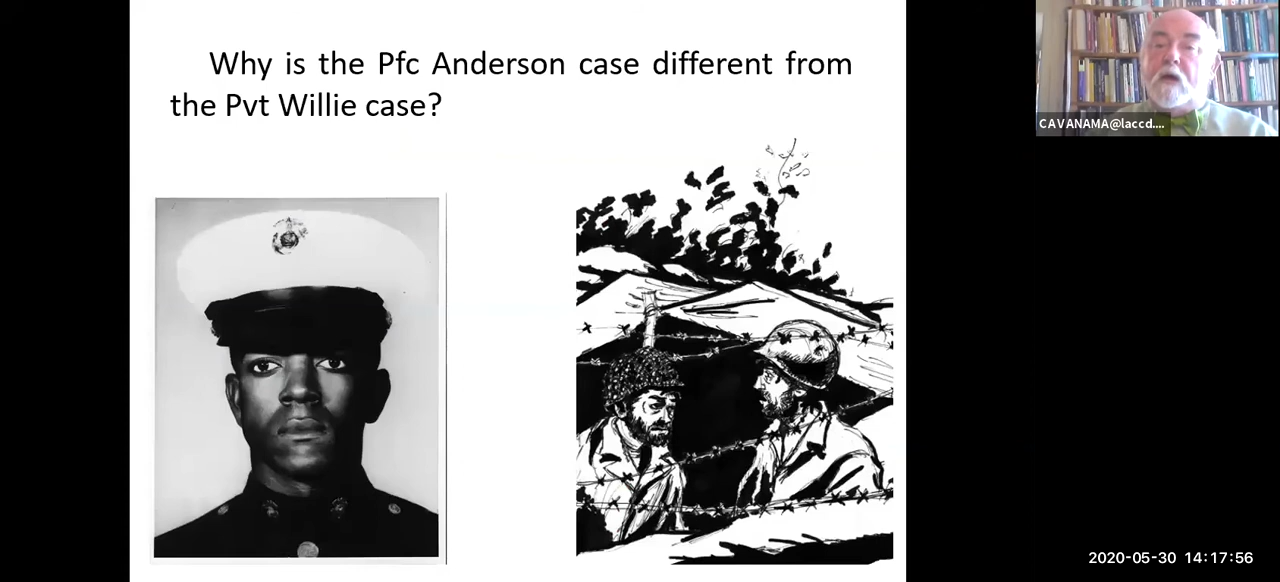 Why is the Pfc Anderson case different from
the Pvt Willie case?
CAVANAMA@laccd....
2020-05-30 14:17:56